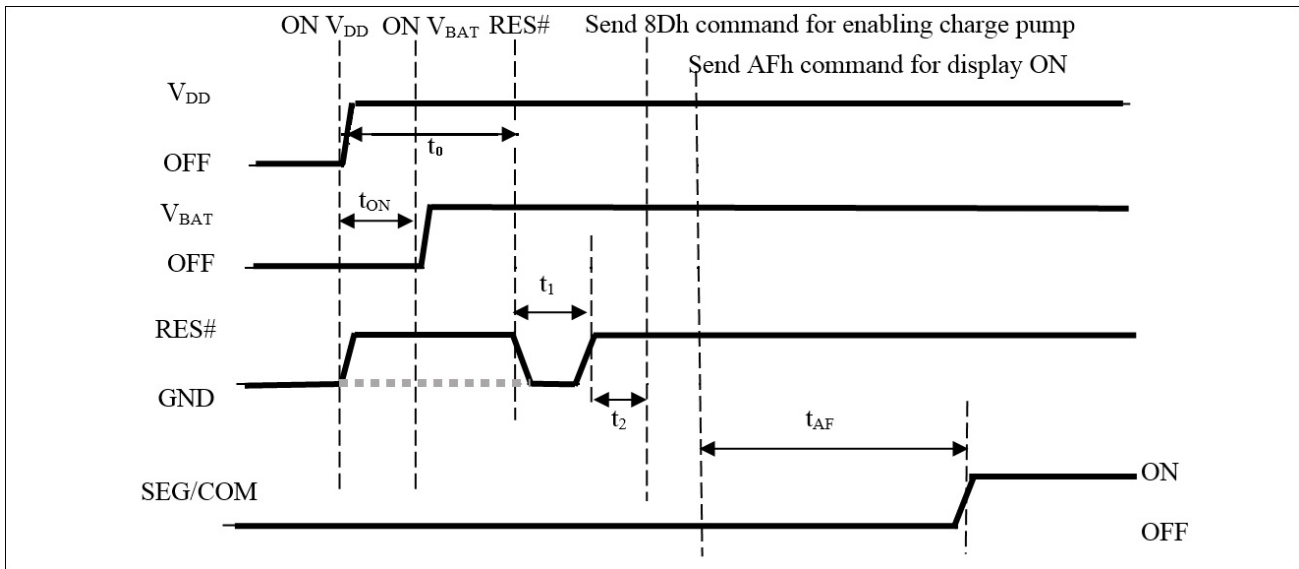 ON VDD ON VBAT RES# Send 8Dh command for enabling charge pump
Send AFh command for display ON
VDD
t0
OFF
tON
VBAT
OFF
t1
RES#
GND
t2
tAF
ON
SEG/COM
OFF